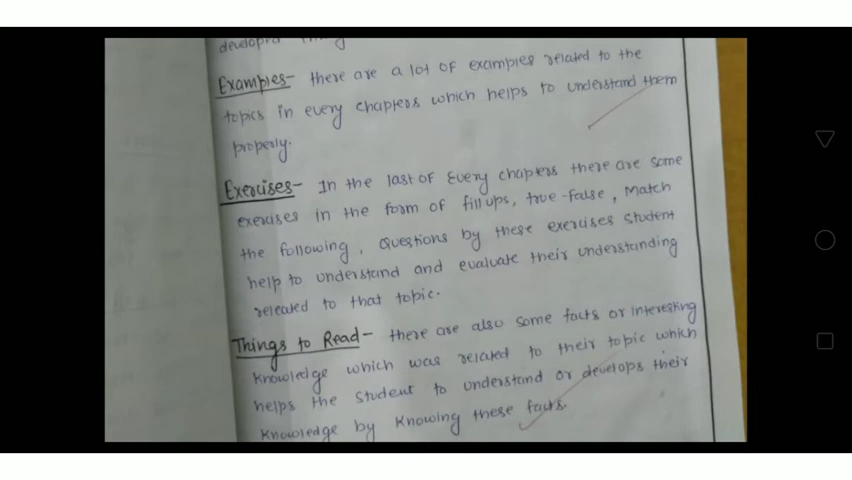 Examples- there are a lot of examples related to the
topics in every chapters which helps to understand them
properly.
Exercises- In the last of Every chapters there are some
exercises in the form of fillups, true-false, Match
the following, Questions by these exercises student
help to understand and evaluate their understanding
releated to that topic.
Things to Read- there are also some facts or interesting
knowledge which was related to their topic which
helps the student to understand or develops their
knowledge by knowing these facts.